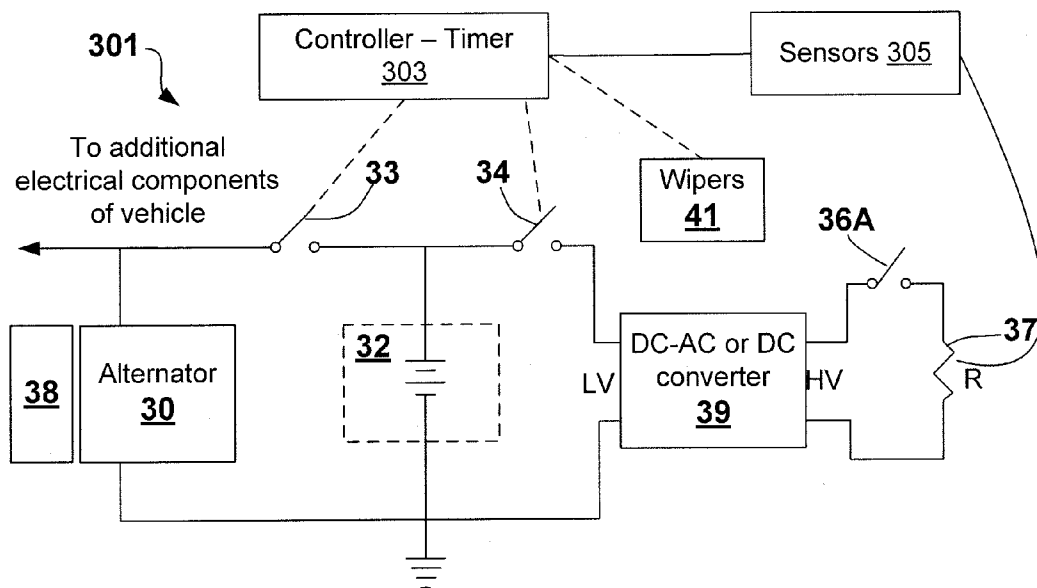 301
Controller – Timer
303
Sensors 305
To additional
electrical components
of vehicle
33
34
Wipers
41
36A
38
Alternator
30
32
LV
DC-AC or DC
converter
39
HV
37
R